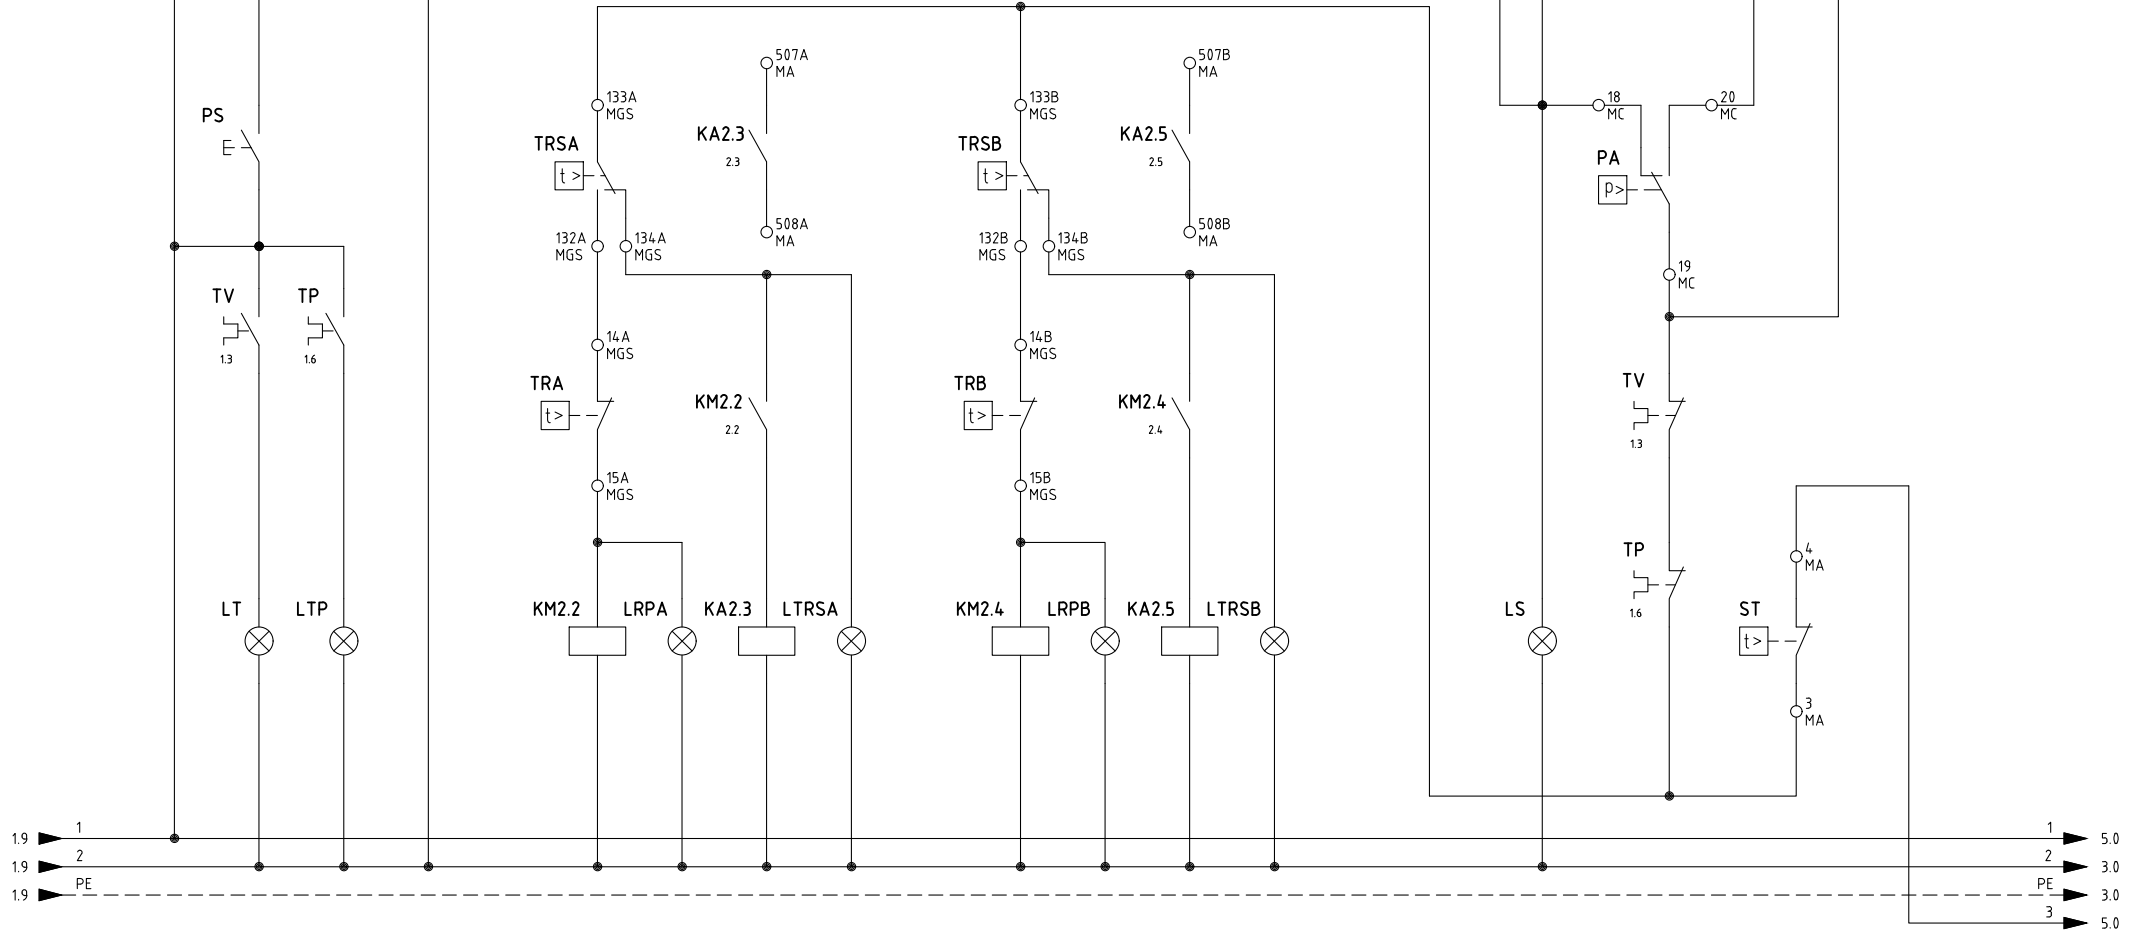 507A
MA
507B
MA
133A
MGS
133B
MGS
18
MC
20
MC
PS
E
KA2.3
2.3
KA2.5
2.5
TRSA
t >
TRSB
t >
PA
p>
508A
MA
508B
MA
132A
MGS
134A
MGS
132B
MGS
134B
MGS
19
MC
TV
1.3
TP
1.6
14A
MGS
14B
MGS
TRA
t>
TRB
t>
TV
1.3
KM2.2
2.2
KM2.4
2.4
15A
MGS
15B
MGS
TP
1.6
4
MA
LT
LTP
KM2.2
LRPA
KA2.3
LTRSA
KM2.4
LRPB
KA2.5
LTRSB
LS
ST
t>
3
MA
1.9
1
1
5.0
1.9
2
2
3.0
1.9
PE
PE
3.0
3
5.0